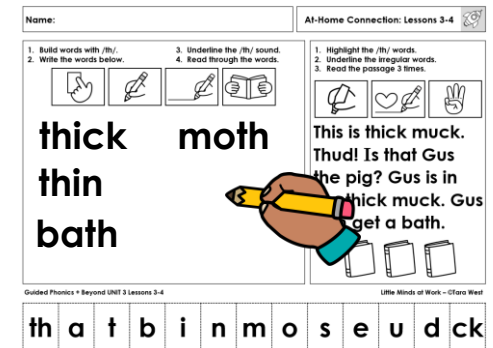 Name:
At-Home Connection: Lessons 3-4
1. Build words with /th/.
2. Write the words below.
3. Underline the /th/ sound.
4. Read through the words.
thick moth
thin
bath
1. Highlight the /th/ words.
2. Underline the irregular words.
3. Read the passage 3 times.
This is thick muck.
Thud! Is that Gus
the pig? Gus is in
thick muck. Gus
get a bath.
Guided Phonics + Beyond UNIT 3 Lessons 3-4
Little Minds at Work – ©Tara West
th a t b i n m o s e u d ck